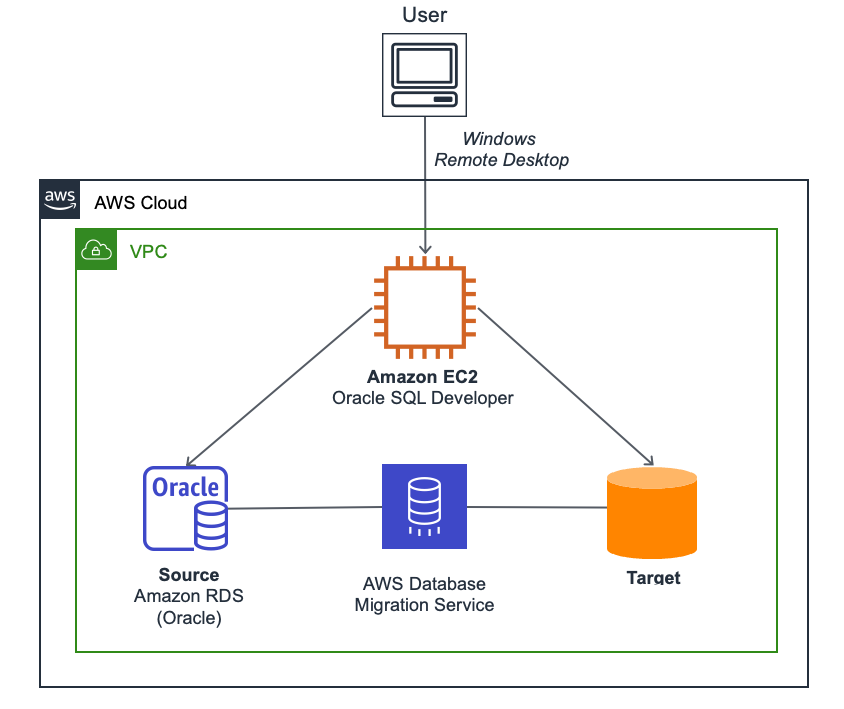 User
Windows
Remote Desktop
aws
AWS Cloud
VPC
Amazon EC2
Oracle SQL Developer
Oracle
Source
Amazon RDS
(Oracle)
AWS Database
Migration Service
Target